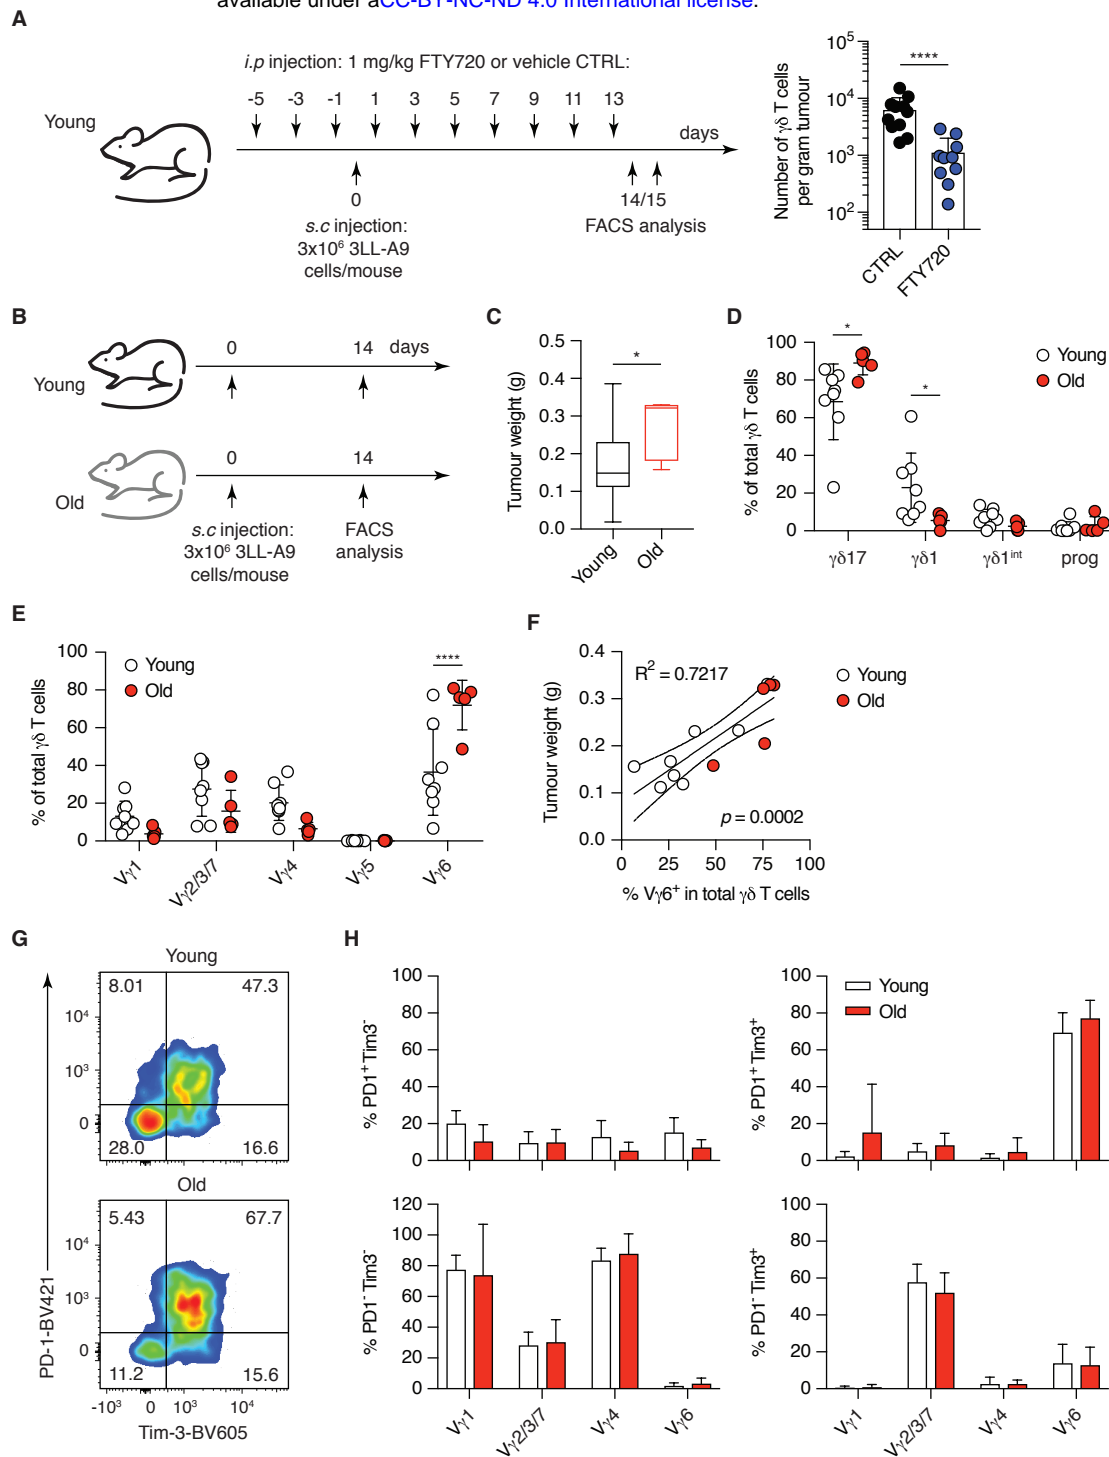 available under aCC-BY-NC-ND 4.0 International license.
A
i.p injection: 1 mg/kg FTY720 or vehicle CTRL:
-5 -3 -1 1 3 5 7 9 11 13
Young
days
0
14/15
s.c injection:
3x10⁶ 3LL-A9
cells/mouse
FACS analysis
Number of γδ T cells
per gram tumour
10⁵
10⁴
10³
10²
****
CTRL
FTY720
B
0 14 days
Young
0 14
Old
s.c injection:
3x10⁶ 3LL-A9
cells/mouse
FACS
analysis
C
Tumour weight (g)
0.5
0.4
0.3
0.2
0.1
0.0
*
Young
Old
D
% of total γδ T cells
100
80
60
40
20
0
*
*
Young
Old
γδ17 γδ1 γδ1int prog
E
% of total γδ T cells
100
80
60
40
20
0
Young
Old
****
Vγ1
Vγ2/3/7
Vγ4
Vγ5
Vγ6
F
Tumour weight (g)
0.4
0.3
0.2
0.1
0.0
R² = 0.7217
p = 0.0002
Young
Old
0 25 50 75 100
% Vγ6⁺ in total γδ T cells
G
Young
8.01 47.3
28.0 16.6
10⁴
10³
0
Old
5.43 67.7
11.2 15.6
10⁴
10³
0
-10³ 0 10³ 10⁴
Tim-3-BV605
PD-1-BV421
H
% PD1⁺Tim3⁻
100
80
60
40
20
0
% PD1⁺Tim3⁺
100
80
60
40
20
0
Young
Old
% PD1⁻Tim3⁻
120
100
80
60
40
20
0
Vγ1
Vγ2/3/7
Vγ4
Vγ6
% PD1⁻Tim3⁺
100
80
60
40
20
0
Vγ1
Vγ2/3/7
Vγ4
Vγ6